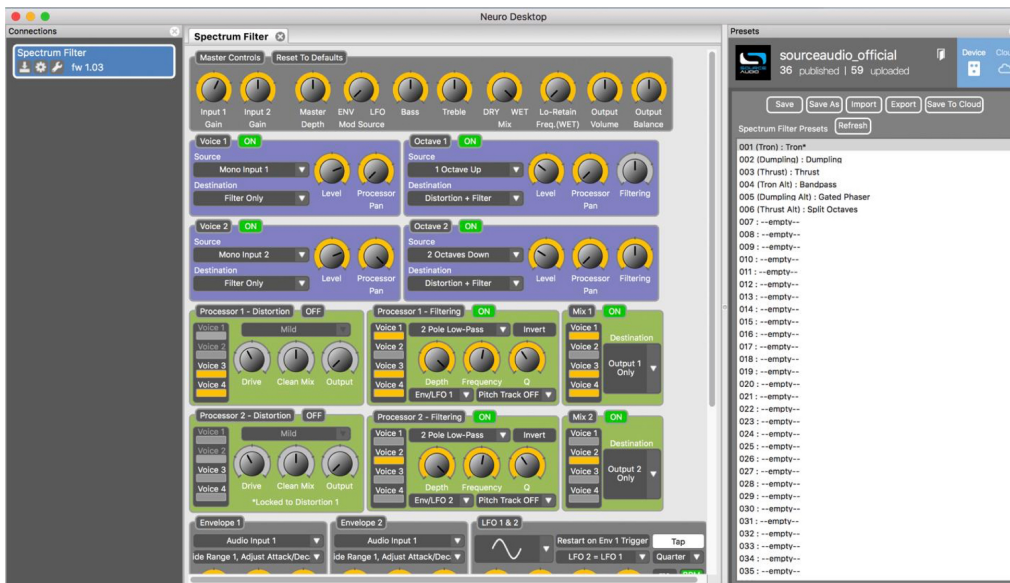 Neuro Desktop
Connections
Spectrum Filter
fw 1.03
Spectrum Filter
Master Controls
Reset To Defaults
Input 1 Gain
Input 2 Gain
Master Depth
ENV LFO Mod Source
Bass
Treble
DRY WET Mix
Lo-Retain Freq.(WET)
Output Volume
Output Balance
Voice 1 ON
Source
Mono Input 1
Destination
Filter Only
Level
Processor Pan
Octave 1 ON
Source
1 Octave Up
Destination
Distortion + Filter
Level
Processor Pan
Filtering
Voice 2 ON
Source
Mono Input 2
Destination
Filter Only
Level
Processor Pan
Octave 2 ON
Source
2 Octaves Down
Destination
Distortion + Filter
Level
Processor Pan
Filtering
Processor 1 - Distortion OFF
Voice 1
Voice 2
Voice 3
Voice 4
Mild
Drive Clean Mix Output
Processor 1 - Filtering ON
Voice 1
Voice 2
Voice 3
Voice 4
2 Pole Low-Pass
Invert
Depth Frequency Q
Env/LFO 1
Pitch Track OFF
Mix 1 ON
Voice 1
Voice 2
Voice 3
Voice 4
Destination
Output 1 Only
Processor 2 - Distortion OFF
Voice 1
Voice 2
Voice 3
Voice 4
Mild
Drive Clean Mix Output
*Locked to Distortion 1
Processor 2 - Filtering ON
Voice 1
Voice 2
Voice 3
Voice 4
2 Pole Low-Pass
Invert
Depth Frequency Q
Env/LFO 2
Pitch Track OFF
Mix 2 ON
Voice 1
Voice 2
Voice 3
Voice 4
Destination
Output 2 Only
Envelope 1
Audio Input 1
ide Range 1, Adjust Attack/Dec
Envelope 2
Audio Input 1
ide Range 1, Adjust Attack/Dec
LFO 1 & 2
Restart on Env 1 Trigger
Tap
LFO 2 = LFO 1
Quarter
Presets
SOURCE AUDIO
sourceaudio_official
36 published | 59 uploaded
Device
Clou
Save
Save As
Import
Export
Save To Cloud
Spectrum Filter Presets
Refresh
001 (Tron) : Tron*
002 (Dumpling) : Dumpling
003 (Thrust) : Thrust
004 (Tron Alt) : Bandpass
005 (Dumpling Alt) : Gated Phaser
006 (Thrust Alt) : Split Octaves
007 : --empty--
008 : --empty--
009 : --empty--
010 : --empty--
011 : --empty--
012 : --empty--
013 : --empty--
014 : --empty--
015 : --empty--
016 : --empty--
017 : --empty--
018 : --empty--
019 : --empty--
020 : --empty--
021 : --empty--
022 : --empty--
023 : --empty--
024 : --empty--
025 : --empty--
026 : --empty--
027 : --empty--
028 : --empty--
029 : --empty--
030 : --empty--
031 : --empty--
032 : --empty--
033 : --empty--
034 : --empty--
035 : --empty--